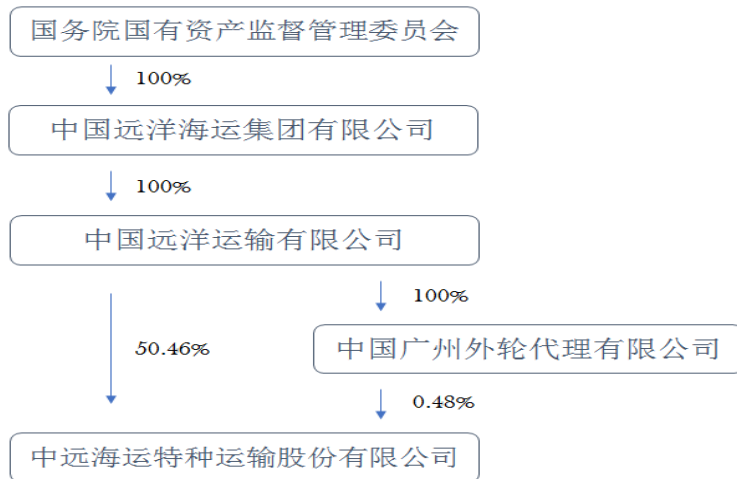 国务院国有资产监督管理委员会
100%
中国远洋海运集团有限公司
100%
中国远洋运输有限公司
100%
50.46%
中国广州外轮代理有限公司
0.48%
中远海运特种运输股份有限公司